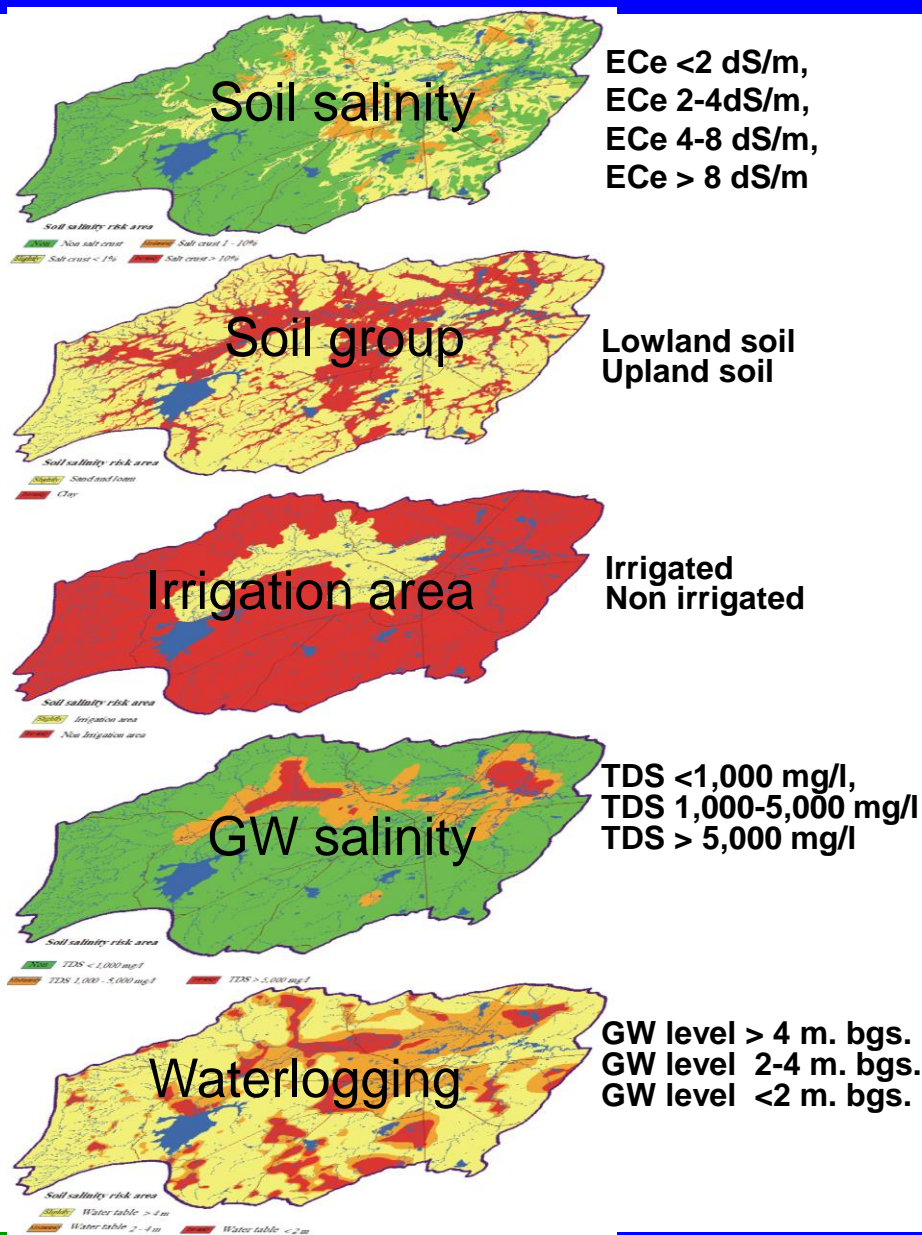 Soil salinity
ECe <2 dS/m,
ECe 2-4dS/m,
ECe 4-8 dS/m,
ECe > 8 dS/m
Soil salinity risk area
Non Non salt crust Salt crust 1 - 10%
Slightly Salt crust < 1% Salt crust > 10%
Soil group
Lowland soil
Upland soil
Soil salinity risk area
Slightly Sand and loam
Clay
Irrigation area
Irrigated
Non irrigated
Soil salinity risk area
Slightly Irrigation area
Non Irrigation area
GW salinity
TDS <1,000 mg/l,
TDS 1,000-5,000 mg/l
TDS > 5,000 mg/l
Soil salinity risk area
Non TDS < 1,000 mg/l
TDS 1,000 - 5,000 mg/l TDS > 5,000 mg/l
Waterlogging
GW level > 4 m. bgs.
GW level 2-4 m. bgs.
GW level <2 m. bgs.
Soil salinity risk area
Slightly Water table > 4 m
Water table 2 - 4 m Water table < 2 m